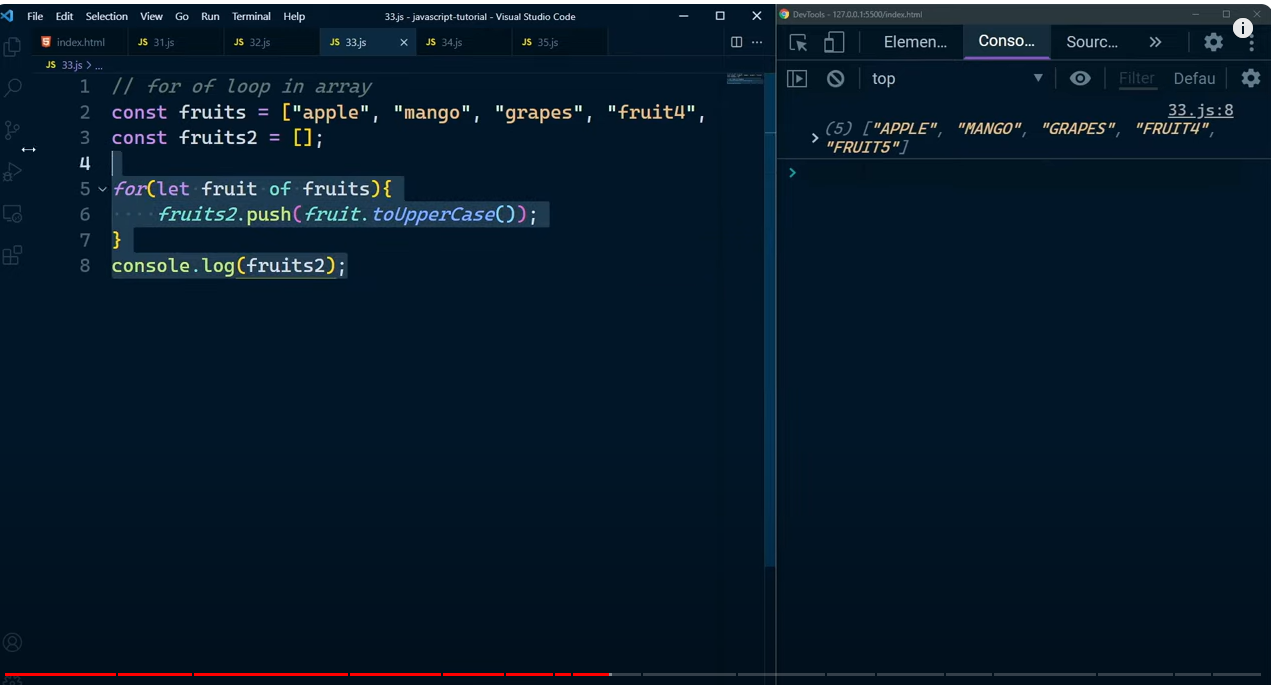 File Edit Selection View Go Run Terminal Help 33.js - javascript-tutorial - Visual Studio Code
index.html JS 31.js JS 32.js JS 33.js JS 34.js JS 35.js
JS 33.js > ...
1 // for of loop in array
2 const fruits = ["apple", "mango", "grapes", "fruit4",
3 const fruits2 = [];
4
5 for(let fruit of fruits){
6 fruits2.push(fruit.toUpperCase());
7 }
8 console.log(fruits2);
DevTools - 127.0.0.1:5500/index.html
Elemen... Conso... Sourc...
top Filter Defau
33.js:8
(5) ["APPLE", "MANGO", "GRAPES", "FRUIT4",
"FRUIT5"]